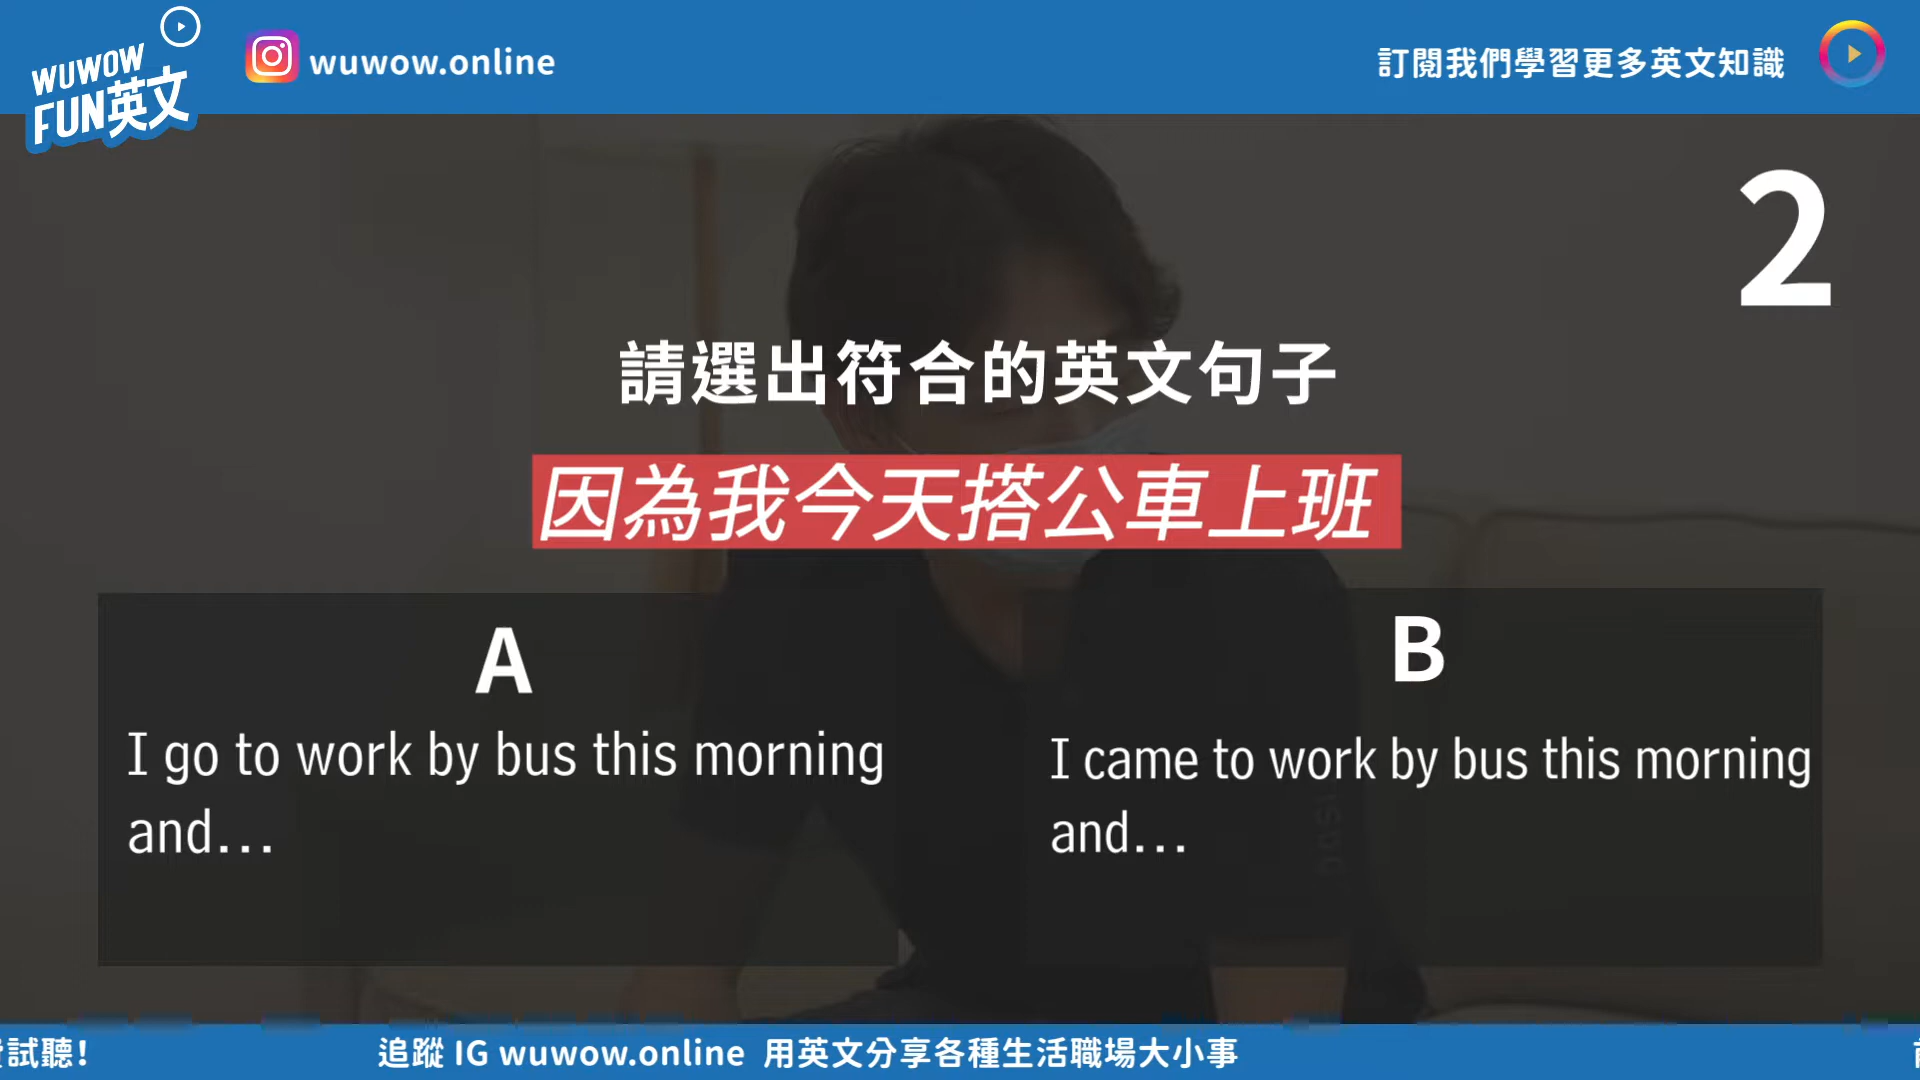 WUWOW
FUN英文
wuwow.online
訂閱我們學習更多英文知識
2
請選出符合的英文句子
因為我今天搭公車上班
A
I go to work by bus this morning
and...
B
I came to work by bus this morning
and...
試聽!
追蹤 IG wuwow.online 用英文分享各種生活職場大小事